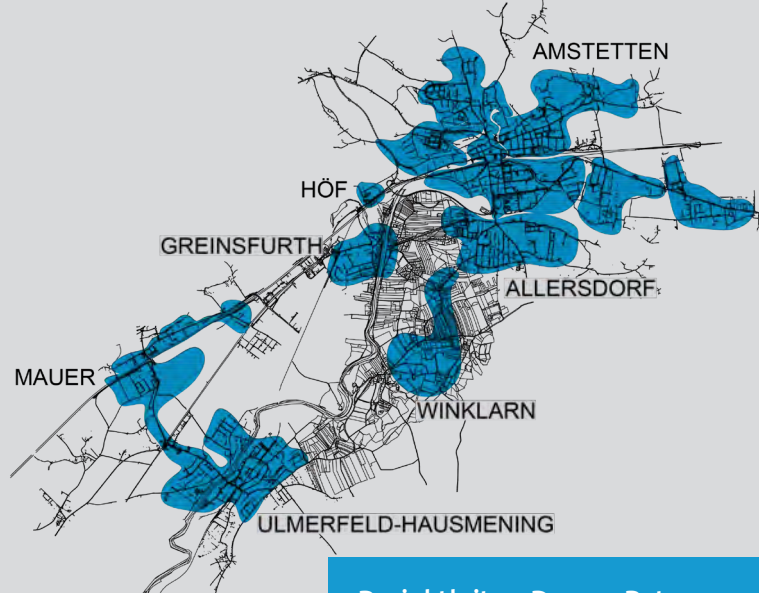 AMSTETTEN
HÖF
GREINSFURTH
ALLERSDORF
MAUER
WINKLARN
ULMERFELD-HAUSMENING